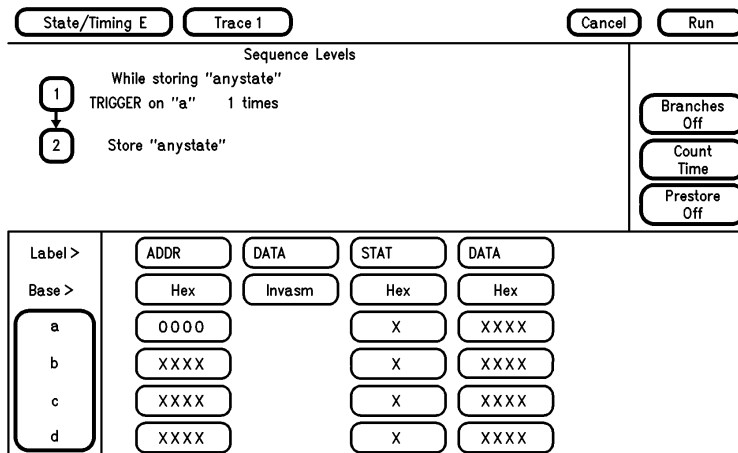 State/Timing E Trace 1 Cancel Run
Sequence Levels
While storing "anystate"
1
TRIGGER on "a" 1 times
2 Store "anystate"
Branches
Off
Count
Time
Prestore
Off
Label > ADDR DATA STAT DATA
Base > Hex Invasm Hex Hex
a 0000 X XXXX
b XXXX X XXXX
c XXXX X XXXX
d XXXX X XXXX